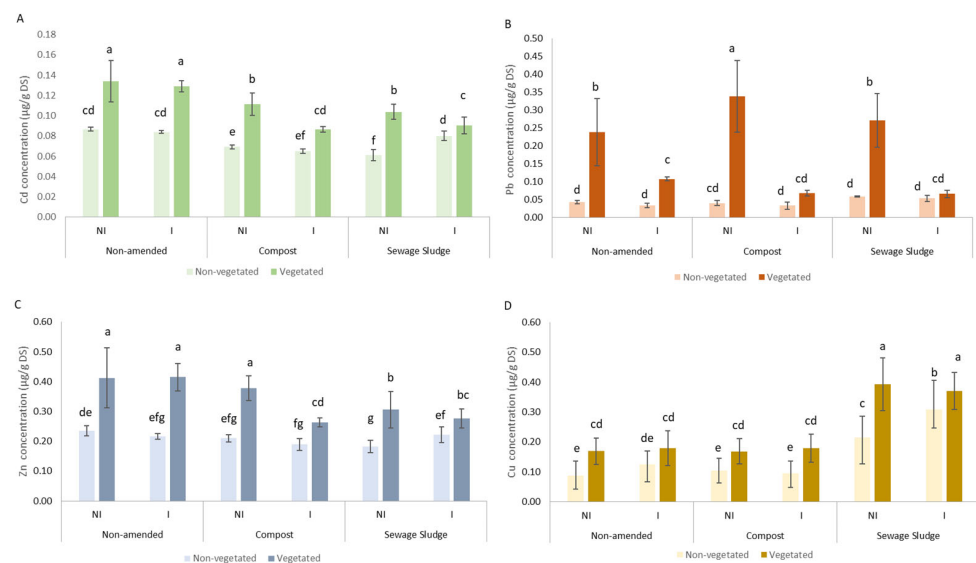 A
Cd concentration (µg/g DS)
0.18
0.16
0.14
0.12
0.10
0.08
0.06
0.04
0.02
0.00
cd a cd a e b ef cd f b d c
NI I NI I NI I
Non-amended Compost Sewage Sludge
Non-vegetated Vegetated
B
Pb concentration (µg/g DS)
0.50
0.45
0.40
0.35
0.30
0.25
0.20
0.15
0.10
0.05
0.00
d b d c cd a d cd d b d cd
NI I NI I NI I
Non-amended Compost Sewage Sludge
Non-vegetated Vegetated
C
Zn concentration (µg/g DS)
0.60
0.50
0.40
0.30
0.20
0.10
0.00
de a efg a efg a fg cd g b ef bc
NI I NI I NI I
Non-amended Compost Sewage Sludge
Non-vegetated Vegetated
D
Cu concentration (µg/g DS)
0.60
0.50
0.40
0.30
0.20
0.10
0.00
e cd de cd e cd e cd c a b a
NI I NI I NI I
Non-amended Compost Sewage Sludge
Non-vegetated Vegetated